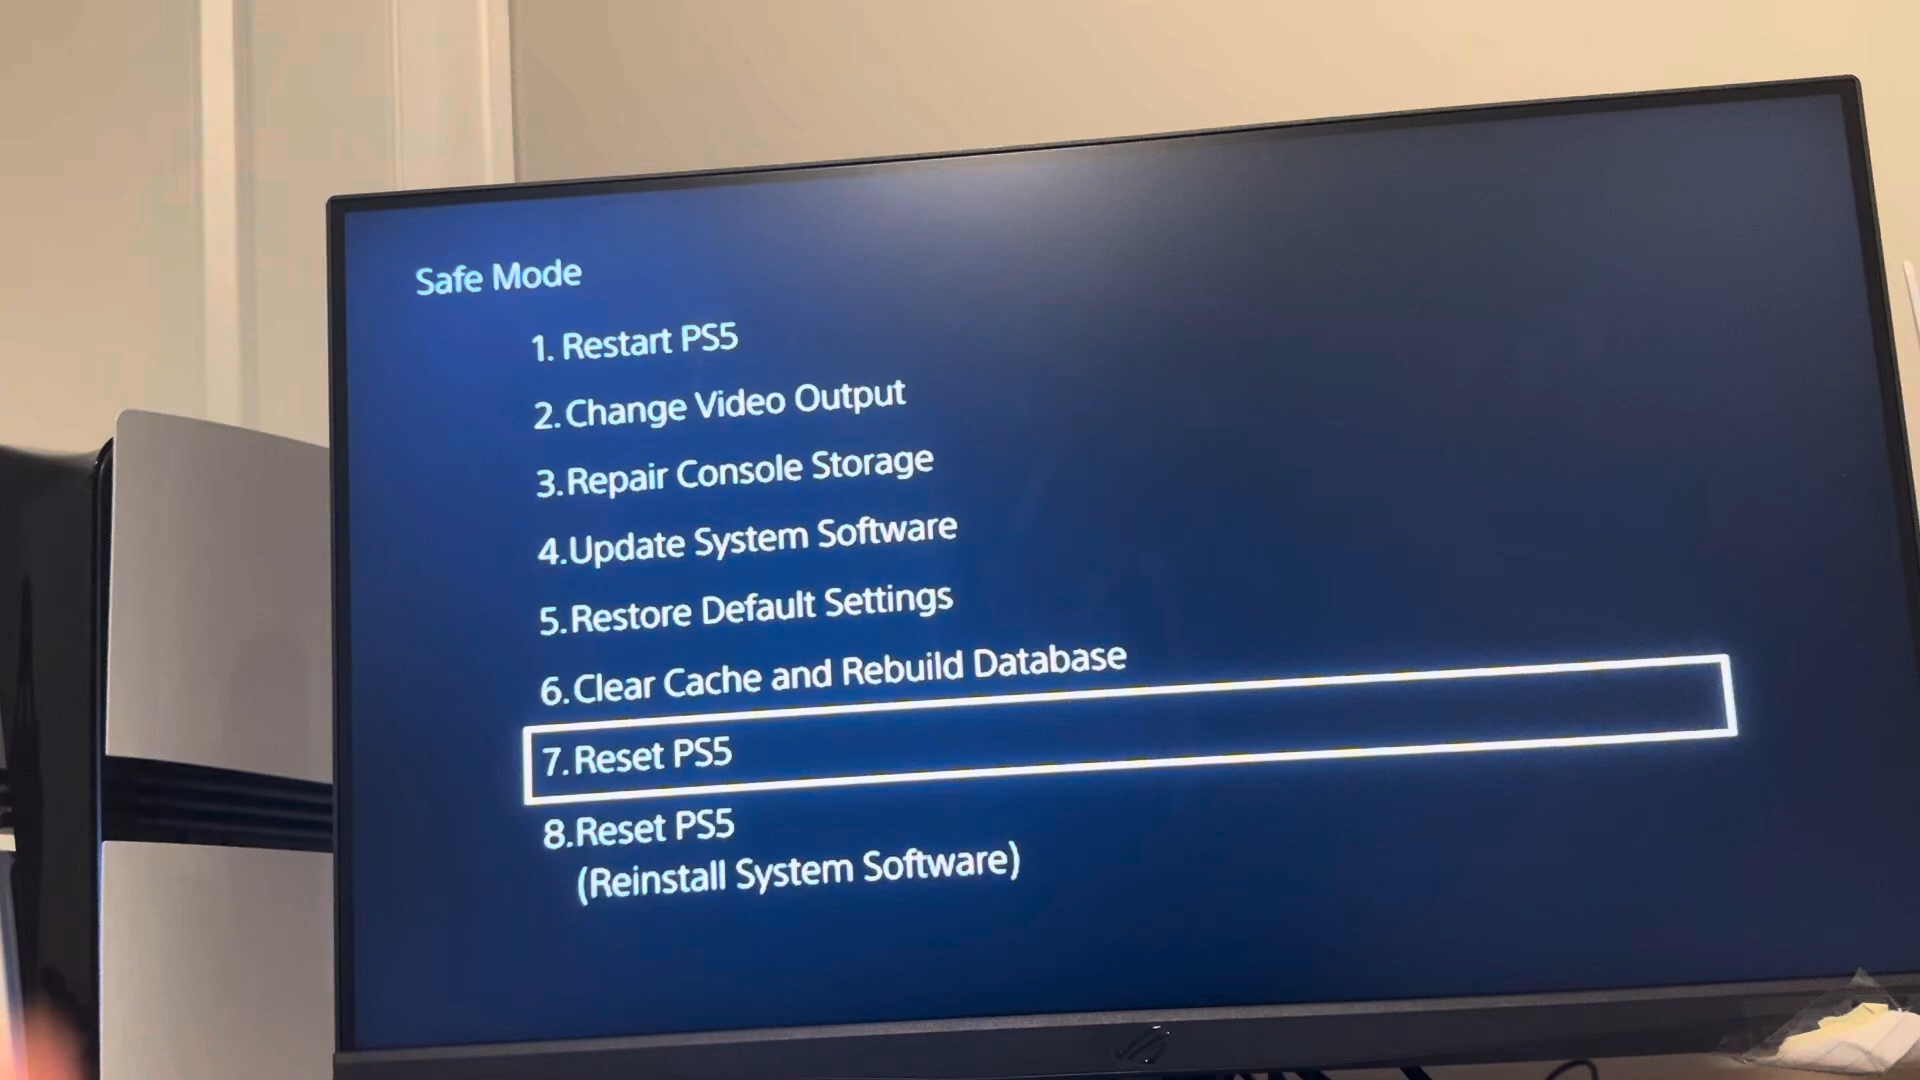 Safe Mode
1. Restart PS5
2. Change Video Output
3. Repair Console Storage
4. Update System Software
5. Restore Default Settings
6. Clear Cache and Rebuild Database
7. Reset PS5
8. Reset PS5
(Reinstall System Software)